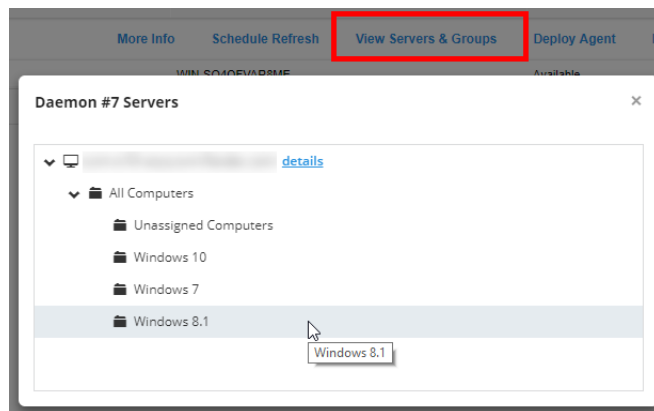 More Info Schedule Refresh View Servers & Groups Deploy Agent
Available
Daemon #7 Servers ×
details
All Computers
Unassigned Computers
Windows 10
Windows 7
Windows 8.1
Windows 8.1